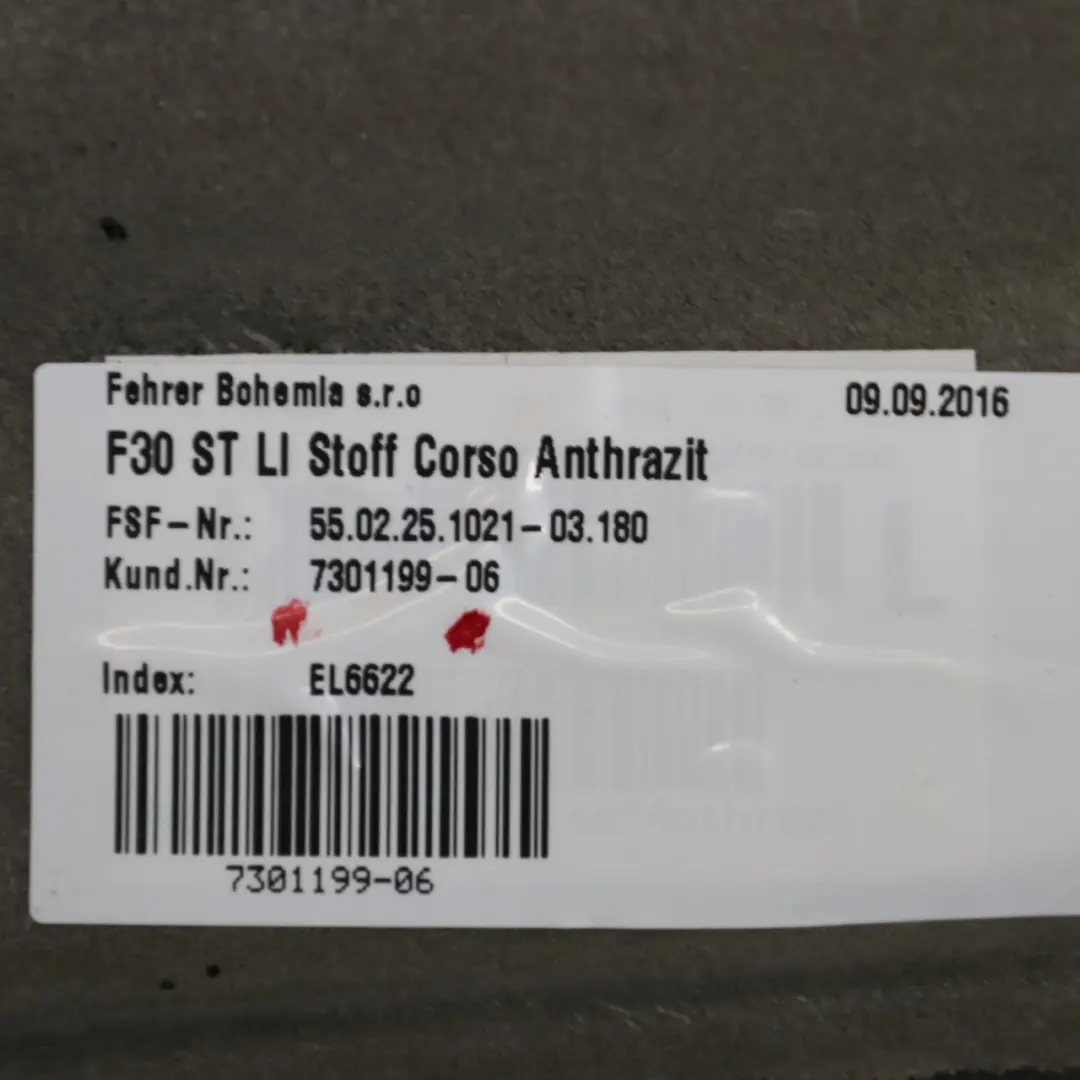 Fehrer Bohemia s.r.o
09.09.2016
F30 ST LI Stoff Corso Anthrazit
FSF-Nr.: 55.02.25.1021-03.180
Kund.Nr.: 7301199-06
Index: EL6622
7301199-06